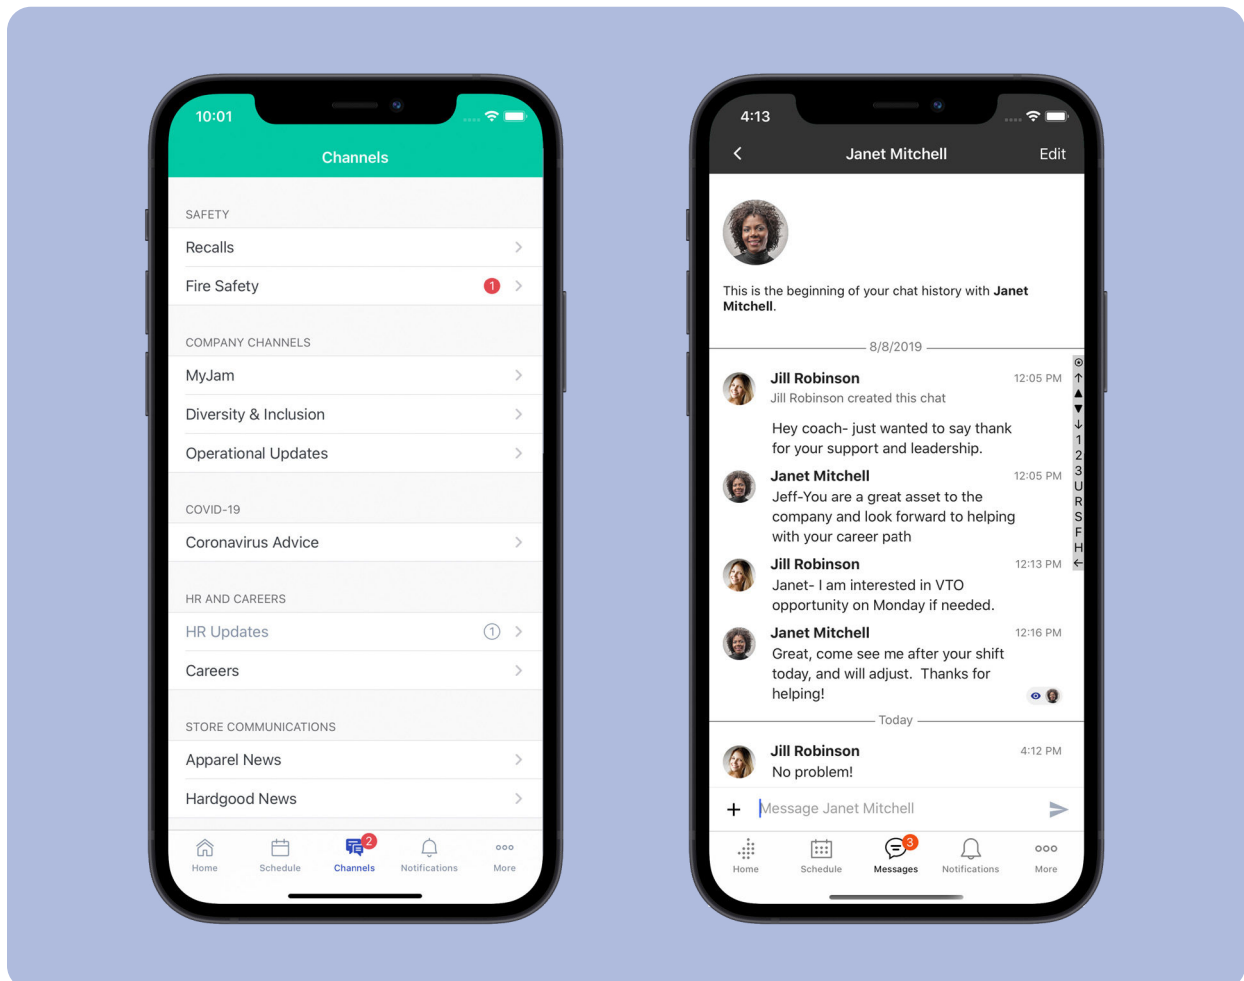 10:01
Channels
SAFETY
Recalls
Fire Safety 1
COMPANY CHANNELS
MyJam
Diversity & Inclusion
Operational Updates
COVID-19
Coronavirus Advice
HR AND CAREERS
HR Updates 1
Careers
STORE COMMUNICATIONS
Apparel News
Hardgood News
2
Home Schedule Channels Notifications More
4:13
Janet Mitchell Edit
This is the beginning of your chat history with Janet
Mitchell.
8/8/2019
Jill Robinson 12:05 PM
Jill Robinson created this chat
Hey coach- just wanted to say thank
for your support and leadership.
Janet Mitchell 12:05 PM
Jeff-You are a great asset to the
company and look forward to helping
with your career path
Jill Robinson 12:13 PM
Janet- I am interested in VTO
opportunity on Monday if needed.
Janet Mitchell 12:16 PM
Great, come see me after your shift
today, and will adjust.  Thanks for
helping!
Today
Jill Robinson 4:12 PM
No problem!
Message Janet Mitchell
3
Home Schedule Messages Notifications More
1
2
3
U
R
S
F
H